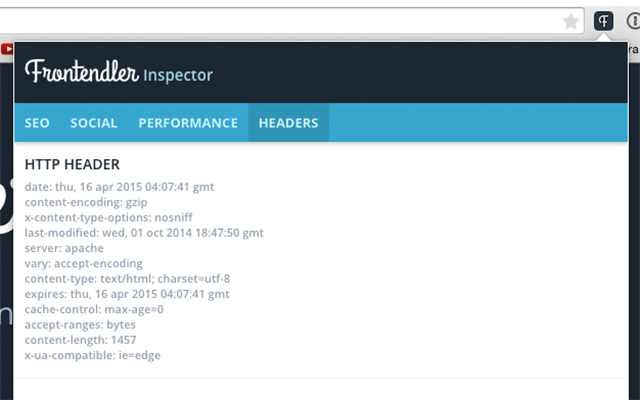 Frontendler Inspector
SEO SOCIAL PERFORMANCE HEADERS
HTTP HEADER
date: thu, 16 apr 2015 04:07:41 gmt
content-encoding: gzip
x-content-type-options: nosniff
last-modified: wed, 01 oct 2014 18:47:50 gmt
server: apache
vary: accept-encoding
content-type: text/html; charset=utf-8
expires: thu, 16 apr 2015 04:07:41 gmt
cache-control: max-age=0
accept-ranges: bytes
content-length: 1457
x-ua-compatible: ie=edge